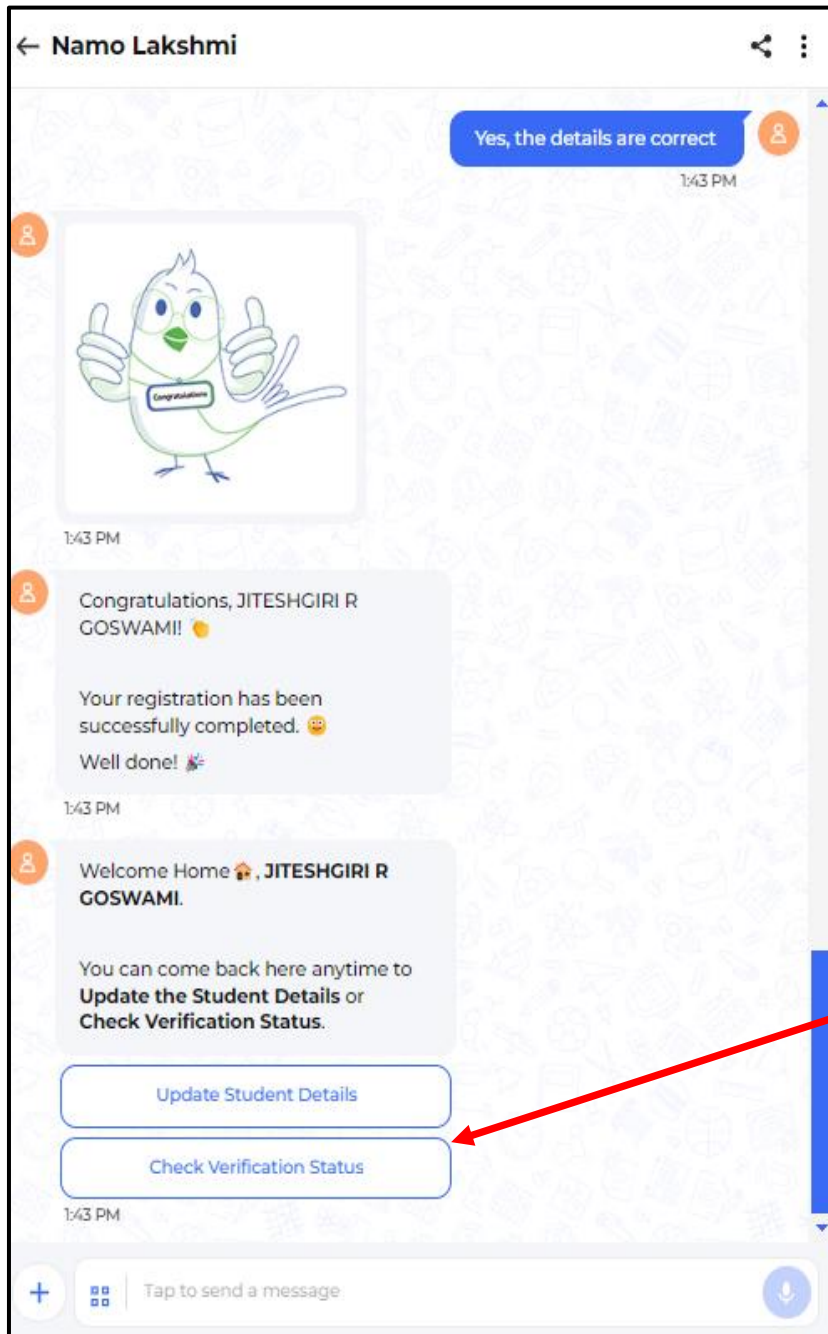 Namo Lakshmi
Yes, the details are correct
1:43 PM
Congratulations
1:43 PM
Congratulations, JITESHGIRI R
GOSWAMI! 👏
Your registration has been
successfully completed. 😀
Well done! 🎉
1:43 PM
Welcome Home🏠, JITESHGIRI R
GOSWAMI.
You can come back here anytime to
Update the Student Details or
Check Verification Status.
Update Student Details
Check Verification Status
1:43 PM
Tap to send a message